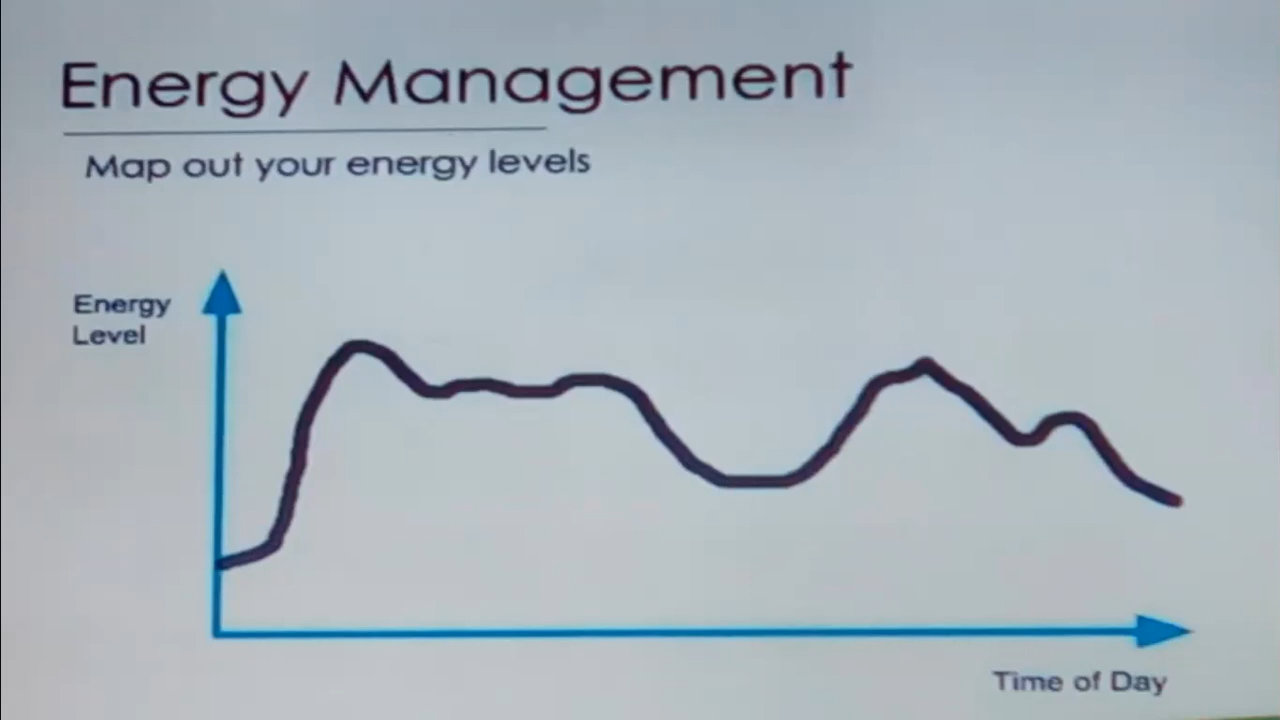 Energy Management
Map out your energy levels
Energy
Level
Time of Day